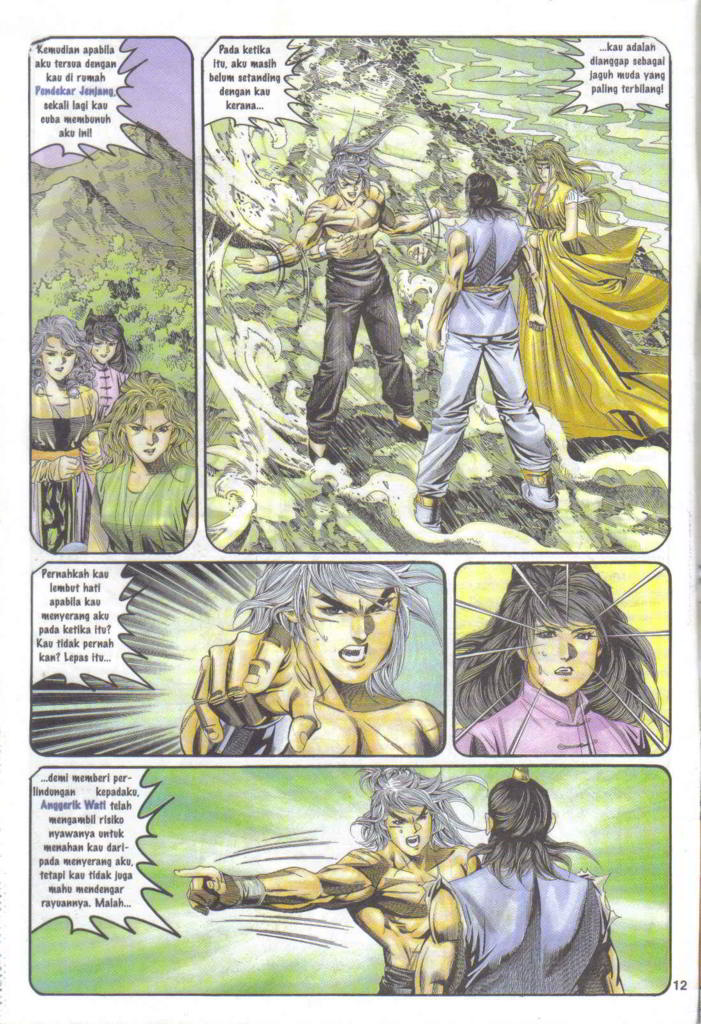 Kemudian apabila
aku tersua dengan
kau di rumah
Pendekar Jenjang,
sekali lagi kau
cuba membunuh
aku ini!
Pada ketika
itu, aku masih
belum setanding
dengan kau
kerana...
...kau adalah
dianggap sebagai
jaguh muda yang
paling terbilang!
Pernahkah kau
lembut hati
apabila kau
menyerang aku
pada ketika itu?
Kau tidak pernah
kan? Lepas itu...
...demi memberi per-
lindungan kepadaku,
Anggerik Wati telah
mengambil risiko
nyawanya untuk
menahan kau dari-
pada menyerang aku,
tetapi kau tidak juga
mahu mendengar
rayuannya. Malah...
12